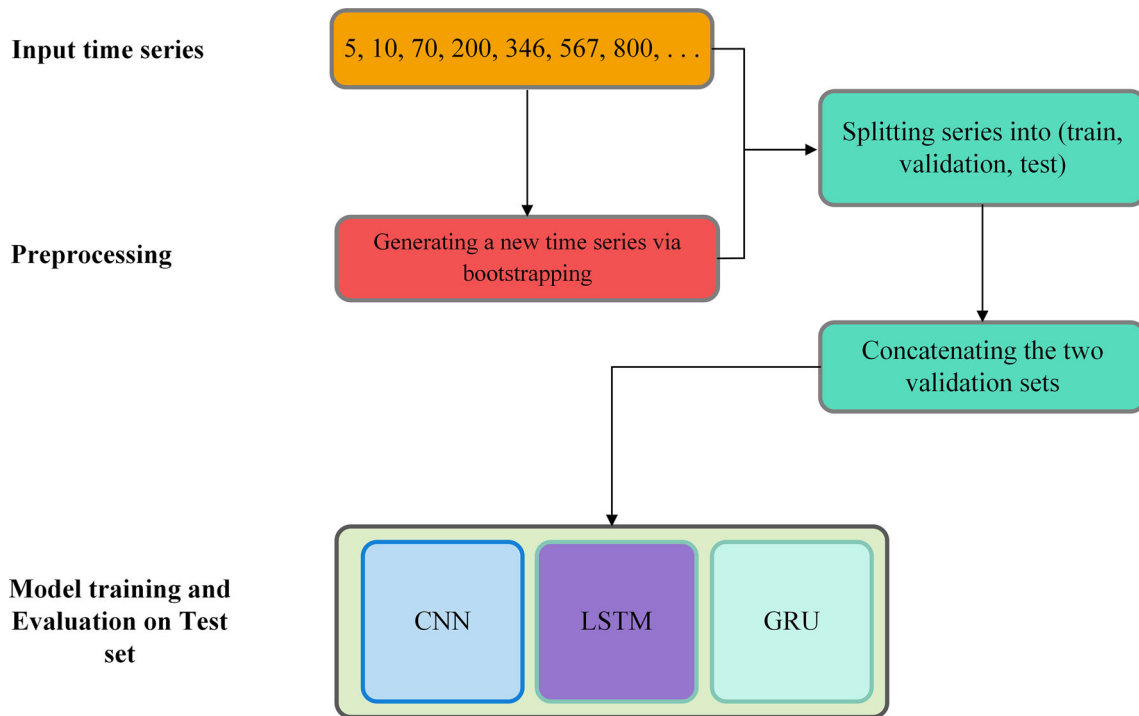 Input time series
5, 10, 70, 200, 346, 567, 800, . . .
Splitting series into (train,
validation, test)
Preprocessing
Generating a new time series via
bootstrapping
Concatenating the two
validation sets
Model training and
Evaluation on Test
set
CNN
LSTM
GRU